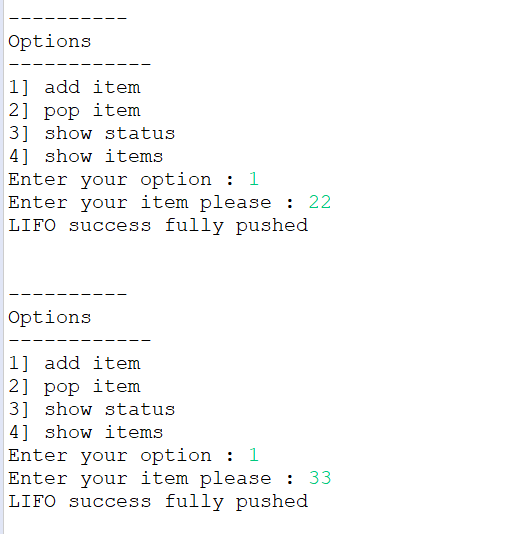 ----------
Options
------------
1] add item
2] pop item
3] show status
4] show items
Enter your option : 1
Enter your item please : 22
LIFO success fully pushed
----------
Options
------------
1] add item
2] pop item
3] show status
4] show items
Enter your option : 1
Enter your item please : 33
LIFO success fully pushed